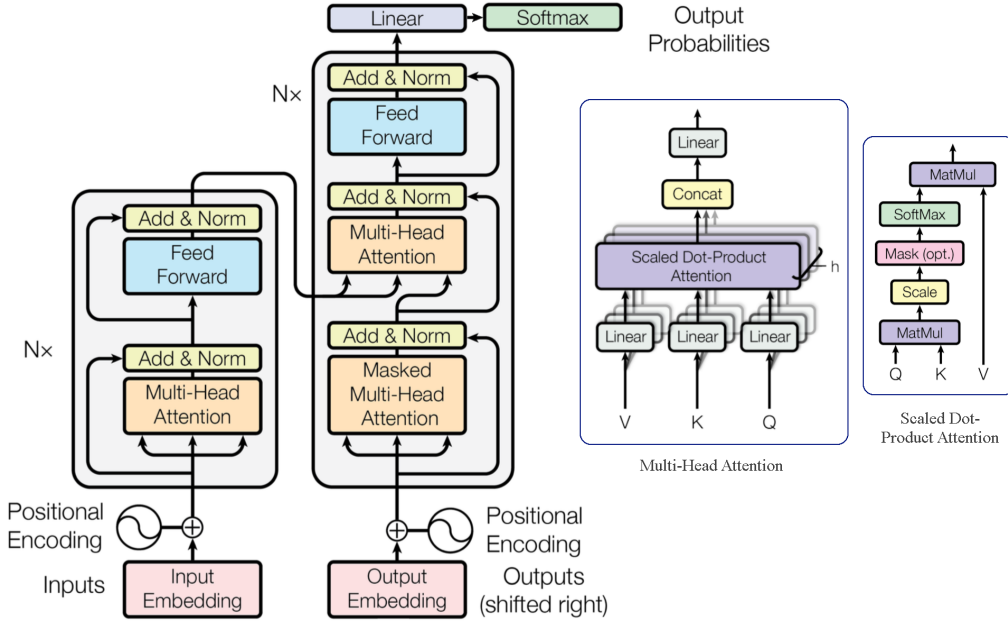 Linear
Softmax
Output
Probabilities
N×
Add & Norm
Feed
Forward
Add & Norm
Multi-Head
Attention
Add & Norm
Masked
Multi-Head
Attention
Add & Norm
Feed
Forward
N×
Add & Norm
Multi-Head
Attention
Positional
Encoding
Positional
Encoding
Inputs
Input
Embedding
Output
Embedding
Outputs
(shifted right)
Linear
Concat
Scaled Dot-Product
Attention
h
Linear
Linear
Linear
V
K
Q
Multi-Head Attention
MatMul
SoftMax
Mask (opt.)
Scale
MatMul
Q
K
V
Scaled Dot-
Product Attention